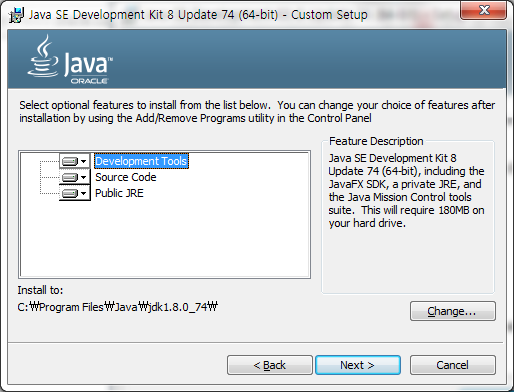 Java SE Development Kit 8 Update 74 (64-bit) - Custom Setup
Java™
ORACLE
Select optional features to install from the list below. You can change your choice of features after
installation by using the Add/Remove Programs utility in the Control Panel
Development Tools
Source Code
Public JRE
Feature Description
Java SE Development Kit 8
Update 74 (64-bit), including the
JavaFX SDK, a private JRE, and
the Java Mission Control tools
suite. This will require 180MB on
your hard drive.
Install to:
C:₩Program Files₩Java₩jdk1.8.0_74₩
Change...
< Back
Next >
Cancel